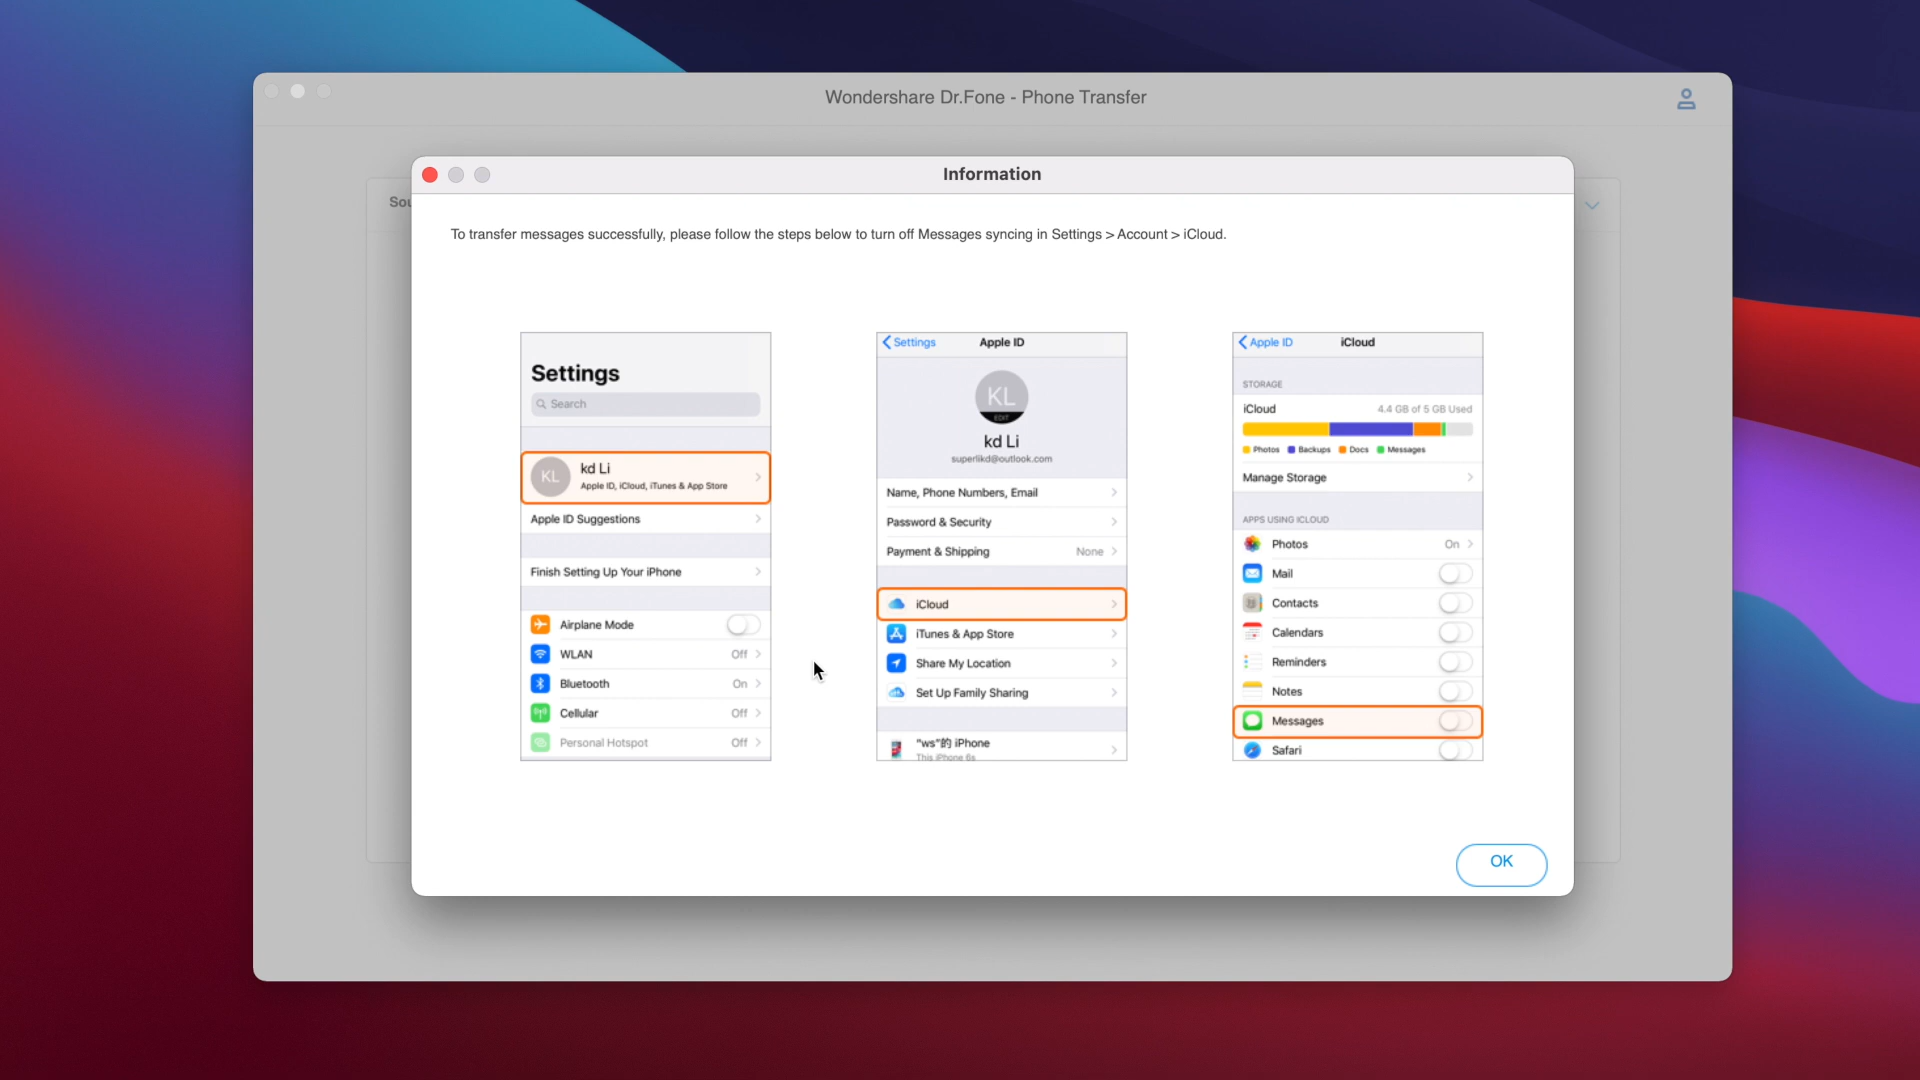 Wondershare Dr.Fone - Phone Transfer
Information
To transfer messages successfully, please follow the steps below to turn off Messages syncing in Settings > Account > iCloud.
Settings
Search
KL
kd Li
Apple ID, iCloud, iTunes & App Store
Apple ID Suggestions
Finish Setting Up Your iPhone
Airplane Mode
WLAN Off
Bluetooth On
Cellular Off
Personal Hotspot Off
Settings Apple ID
KL
EDIT
kd Li
superlikd@outlook.com
Name, Phone Numbers, Email
Password & Security
Payment & Shipping None
iCloud
iTunes & App Store
Share My Location
Set Up Family Sharing
"ws"的 iPhone
This iPhone 6s
Apple ID iCloud
STORAGE
iCloud 4.4 GB of 5 GB Used
Photos Backups Docs Messages
Manage Storage
APPS USING ICLOUD
Photos On
Mail
Contacts
Calendars
Reminders
Notes
Messages
Safari
OK